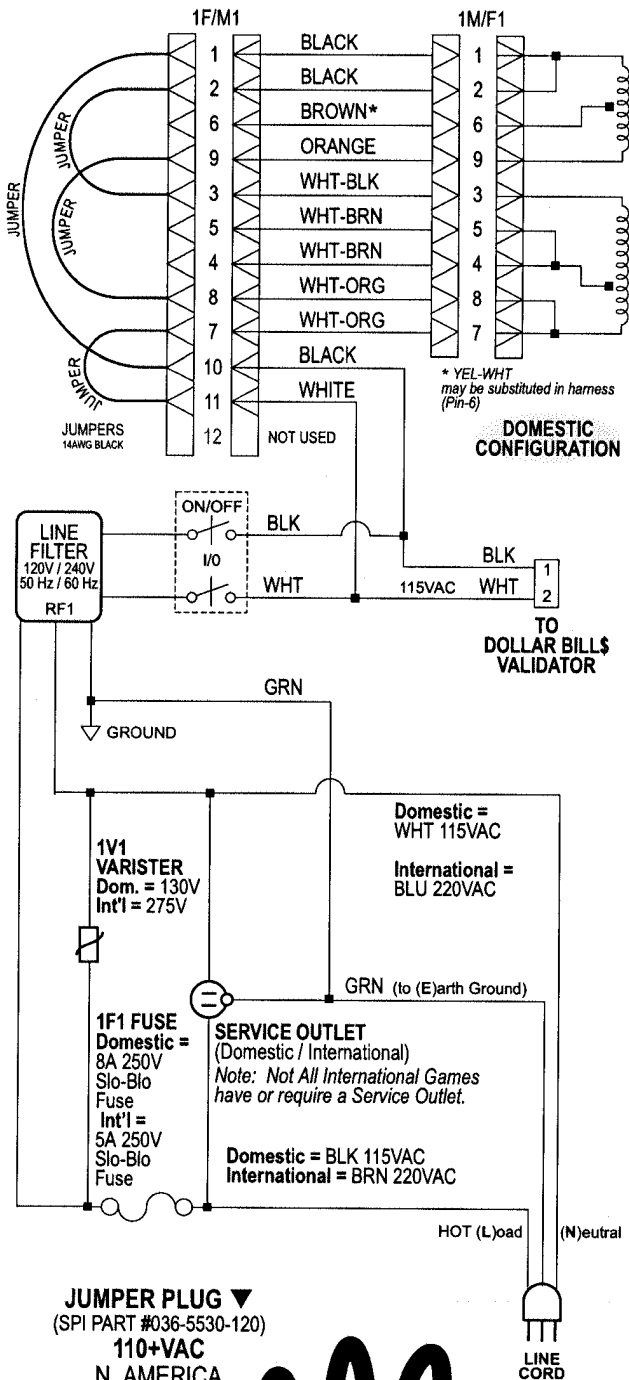 1F/M1
1M/F1
1 BLACK 1
2 BLACK 2
6 BROWN* 6
9 ORANGE 9
3 WHT-BLK 3
5 WHT-BRN 5
4 WHT-BRN 4
8 WHT-ORG 8
7 WHT-ORG 7
10 BLACK
11 WHITE
12 NOT USED
JUMPER
JUMPER
JUMPER
JUMPER
JUMPERS
14AWG BLACK
* YEL-WHT
may be substituted in harness
(Pin-6)
DOMESTIC
CONFIGURATION
LINE
FILTER
120V / 240V
50 Hz / 60 Hz
RF1
ON/OFF
I/0
BLK
WHT
115VAC
BLK
WHT
1
2
TO
DOLLAR BILL$
VALIDATOR
GRN
GROUND
Domestic =
WHT 115VAC
International =
BLU 220VAC
1V1
VARISTER
Dom. = 130V
Int'l = 275V
GRN (to (E)arth Ground)
1F1 FUSE
Domestic =
8A 250V
Slo-Blo
Fuse
Int'l =
5A 250V
Slo-Blo
Fuse
SERVICE OUTLET
(Domestic / International)
Note: Not All International Games
have or require a Service Outlet.
Domestic = BLK 115VAC
International = BRN 220VAC
HOT (L)oad
(N)eutral
LINE
CORD
JUMPER PLUG ▼
(SPI PART #036-5530-120)
110+VAC
N. AMERICA